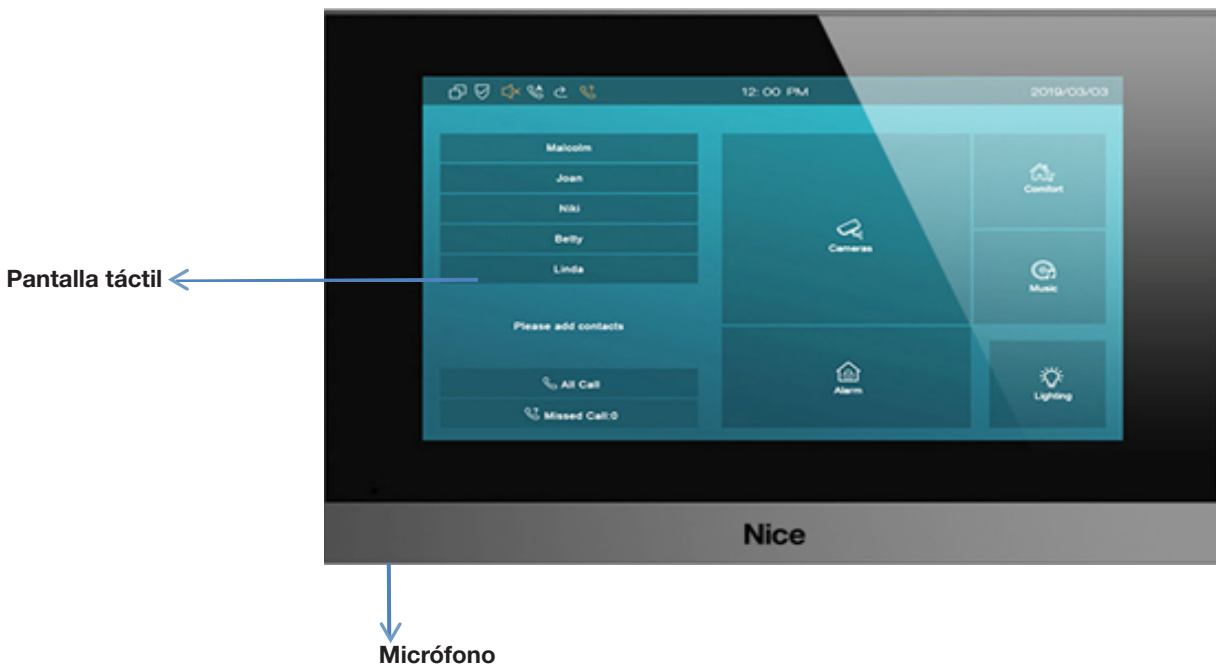 12:00 PM
2019/03/03
Malcolm
Joan
Niki
Betty
Linda
Please add contacts
All Call
Missed Call:0
Cameras
Alarm
Comfort
Music
Lighting
Pantalla táctil
Nice
Micrófono